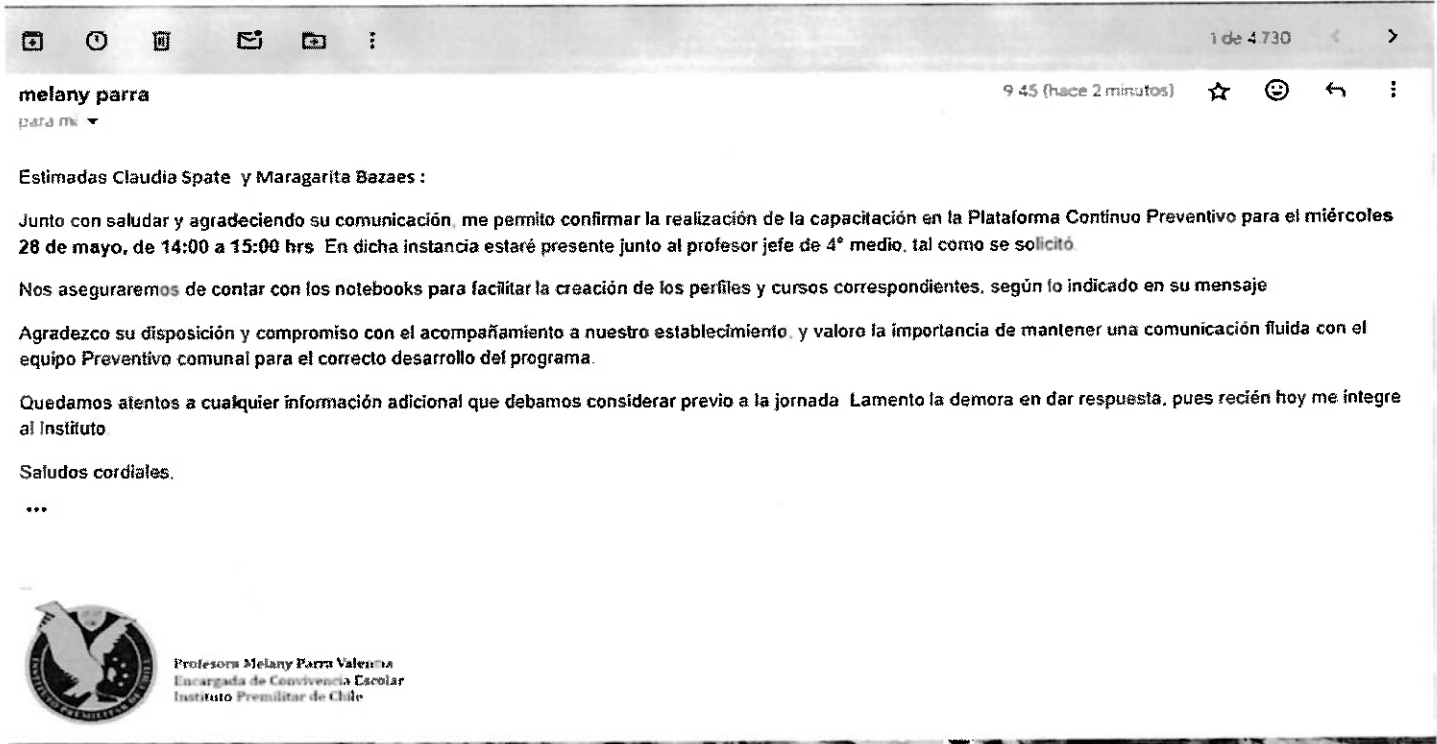 1 de 4.730
melany parra
9:45 (hace 2 minutos)
para mí
Estimadas Claudia Spate y Maragarita Bazaes :
Junto con saludar y agradeciendo su comunicación, me permito confirmar la realización de la capacitación en la Plataforma Continuo Preventivo para el miércoles
28 de mayo, de 14:00 a 15:00 hrs. En dicha instancia estaré presente junto al profesor jefe de 4° medio, tal como se solicitó.
Nos aseguraremos de contar con los notebooks para facilitar la creación de los perfiles y cursos correspondientes, según lo indicado en su mensaje
Agradezco su disposición y compromiso con el acompañamiento a nuestro establecimiento, y valoro la importancia de mantener una comunicación fluida con el
equipo Preventivo comunal para el correcto desarrollo del programa.
Quedamos atentos a cualquier información adicional que debamos considerar previo a la jornada. Lamento la demora en dar respuesta, pues recién hoy me integre
al Instituto.
Saludos cordiales,
...
INSTITUTO PREMILITAR DE CHILE
Profesora Melany Parra Valencia
Encargada de Convivencia Escolar
Instituto Premilitar de Chile